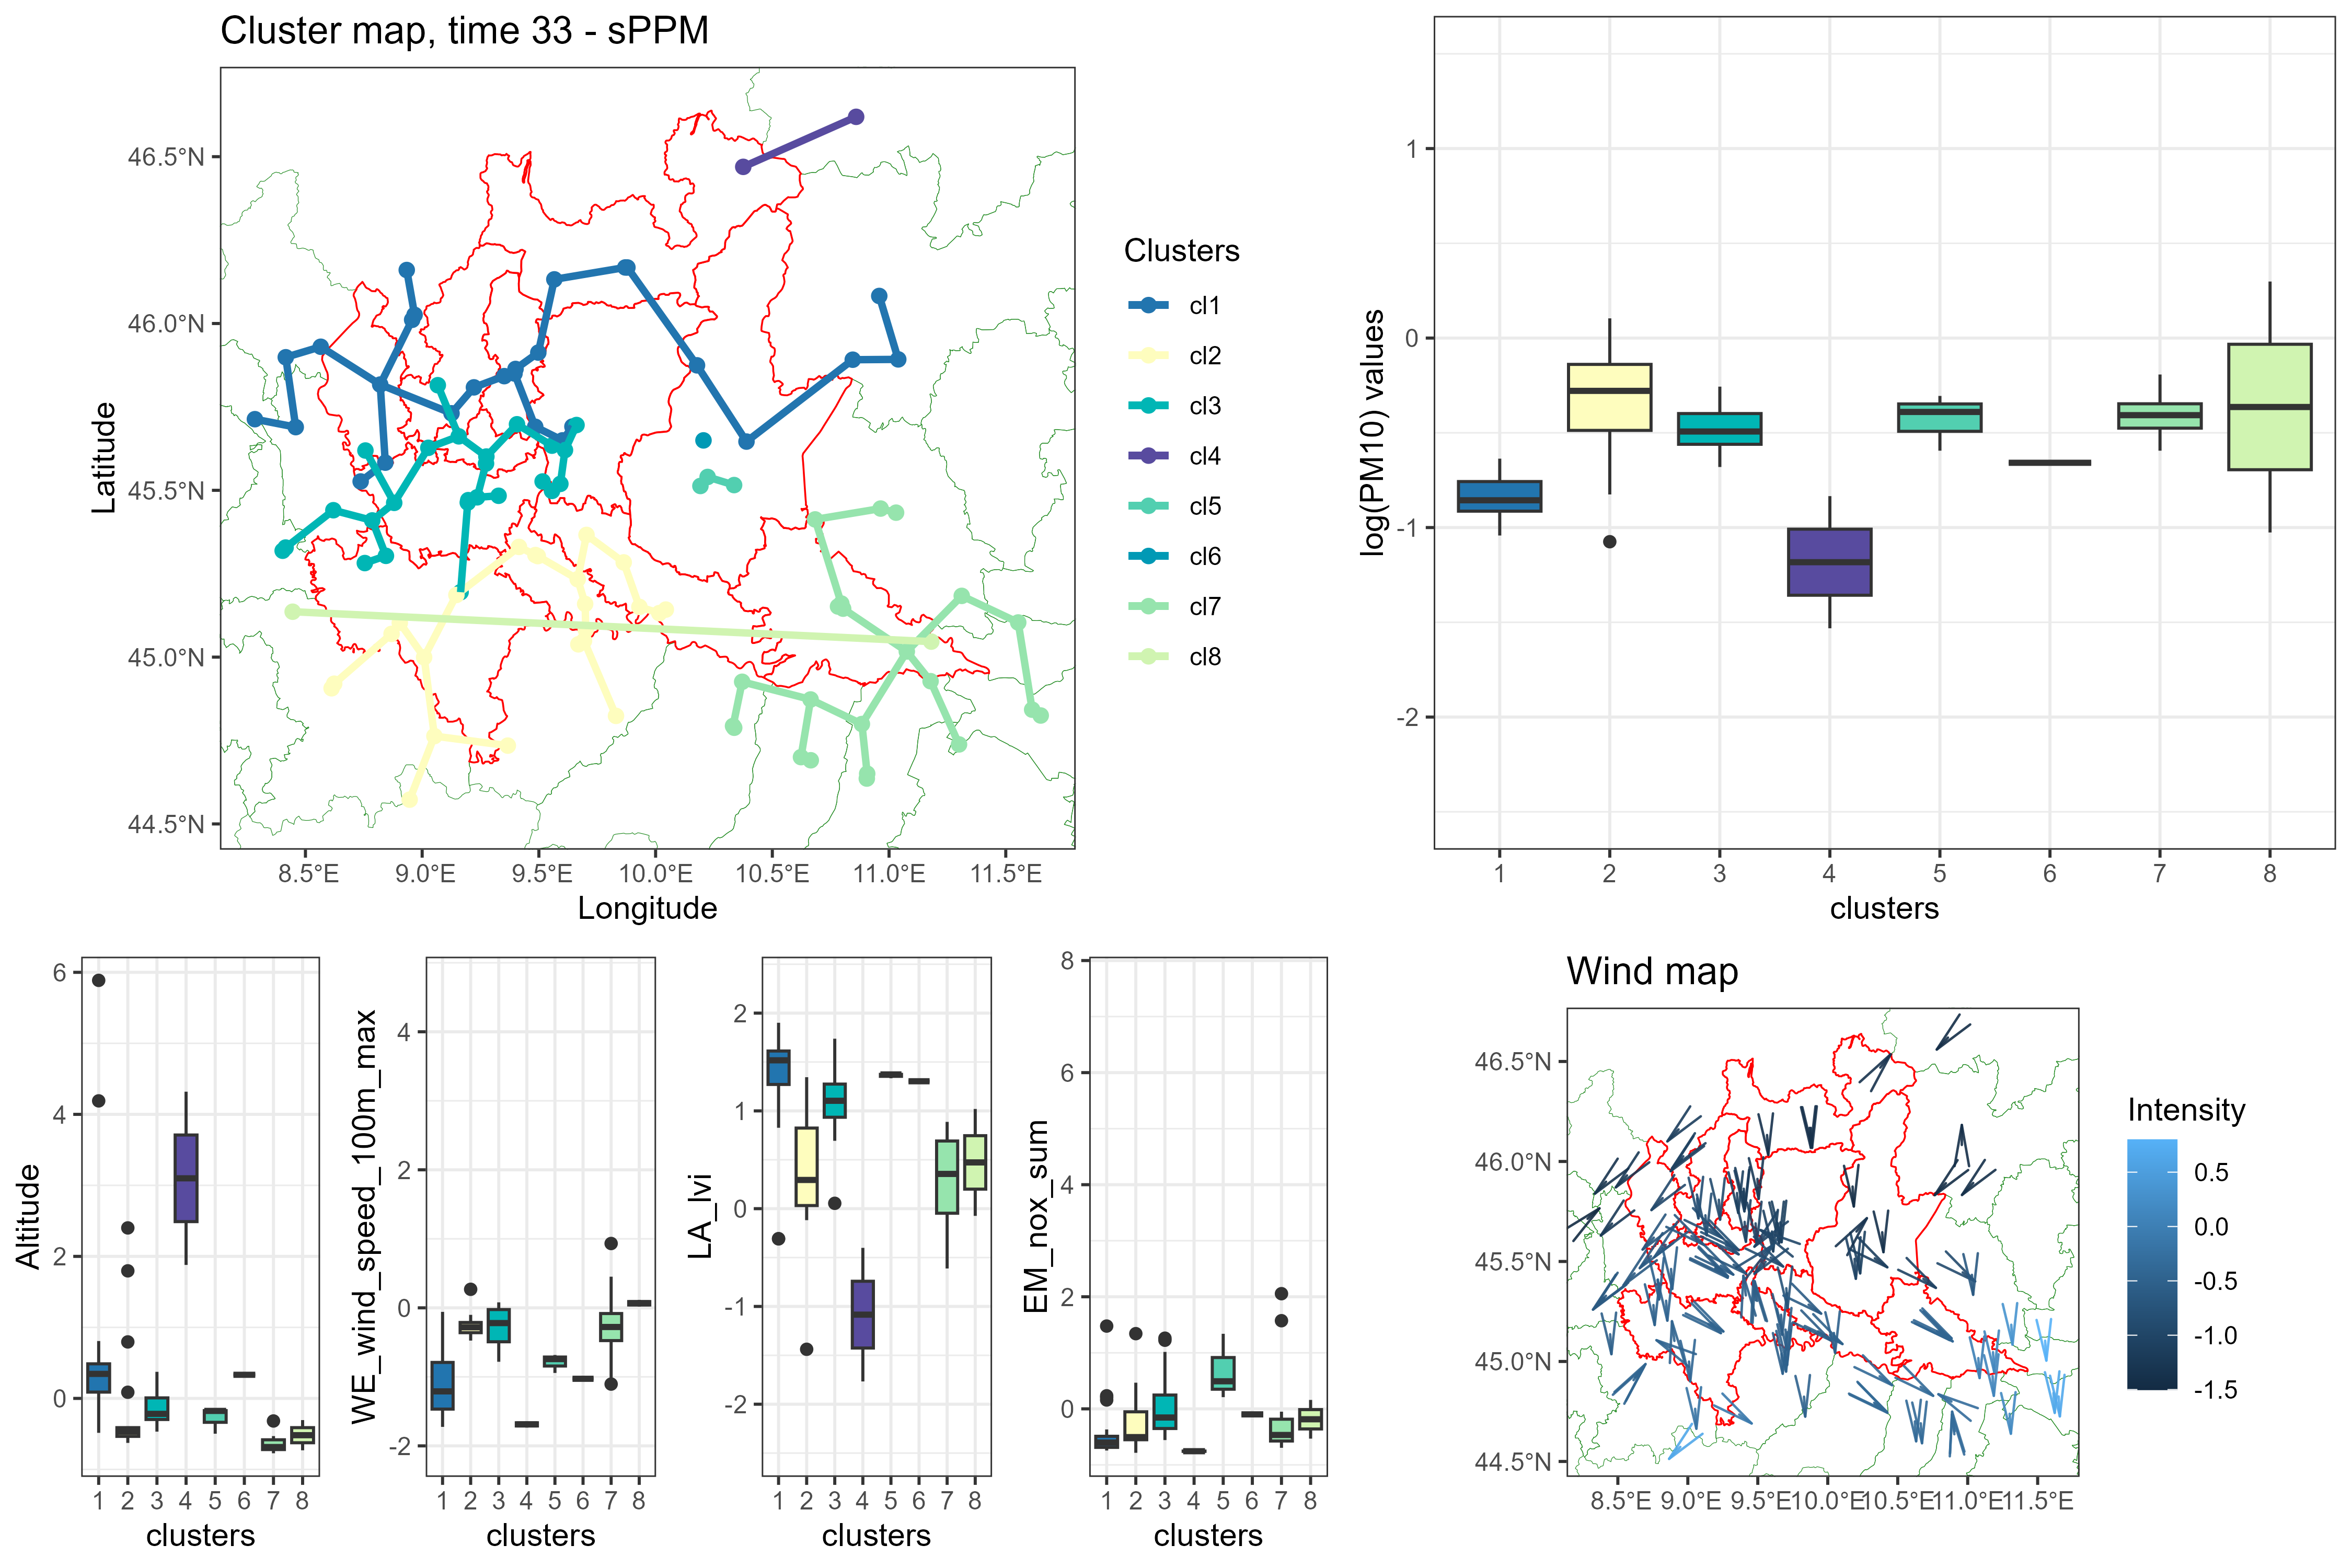 Cluster map, time 33 - sPPM
Latitude
46.5°N
46.0°N
45.5°N
45.0°N
44.5°N
8.5°E 9.0°E 9.5°E 10.0°E 10.5°E 11.0°E 11.5°E
Longitude
Clusters
cl1
cl2
cl3
cl4
cl5
cl6
cl7
cl8
log(PM10) values
1
0
-1
-2
1 2 3 4 5 6 7 8
clusters
Altitude
6
4
2
0
1 2 3 4 5 6 7 8
clusters
WE_wind_speed_100m_max
4
2
0
-2
1 2 3 4 5 6 7 8
clusters
LA_lvi
2
1
0
-1
-2
1 2 3 4 5 6 7 8
clusters
EM_nox_sum
8
6
4
2
0
1 2 3 4 5 6 7 8
clusters
Wind map
46.5°N
46.0°N
45.5°N
45.0°N
44.5°N
8.5°E 9.0°E 9.5°E 10.0°E 10.5°E 11.0°E 11.5°E
Intensity
0.5
0.0
-0.5
-1.0
-1.5